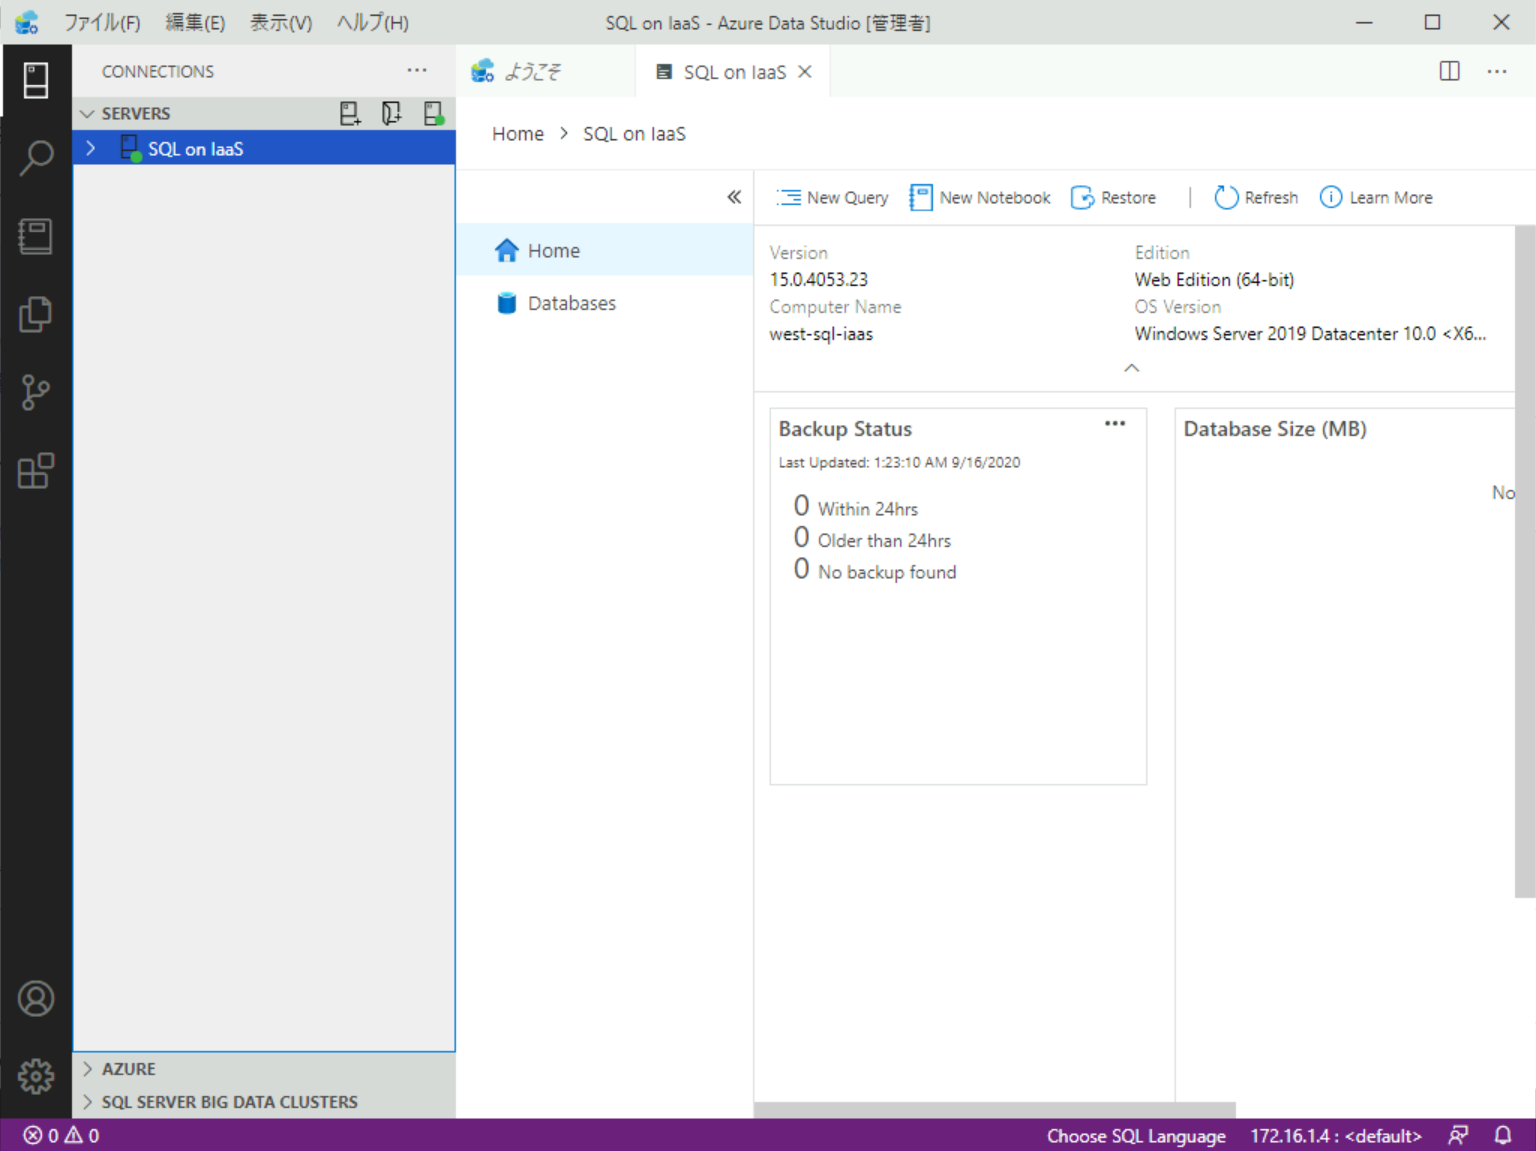 ファイル(F) 編集(E) 表示(V) ヘルプ(H) SQL on IaaS - Azure Data Studio [管理者]
CONNECTIONS
SERVERS
SQL on IaaS
AZURE
SQL SERVER BIG DATA CLUSTERS
ようこそ SQL on IaaS
Home > SQL on IaaS
Home
Databases
New Query New Notebook Restore | Refresh Learn More
Version
15.0.4053.23
Computer Name
west-sql-iaas
Edition
Web Edition (64-bit)
OS Version
Windows Server 2019 Datacenter 10.0 <X6...
Backup Status
Last Updated: 1:23:10 AM 9/16/2020
0 Within 24hrs
0 Older than 24hrs
0 No backup found
Database Size (MB)
No
0 0 Choose SQL Language 172.16.1.4 : <default>